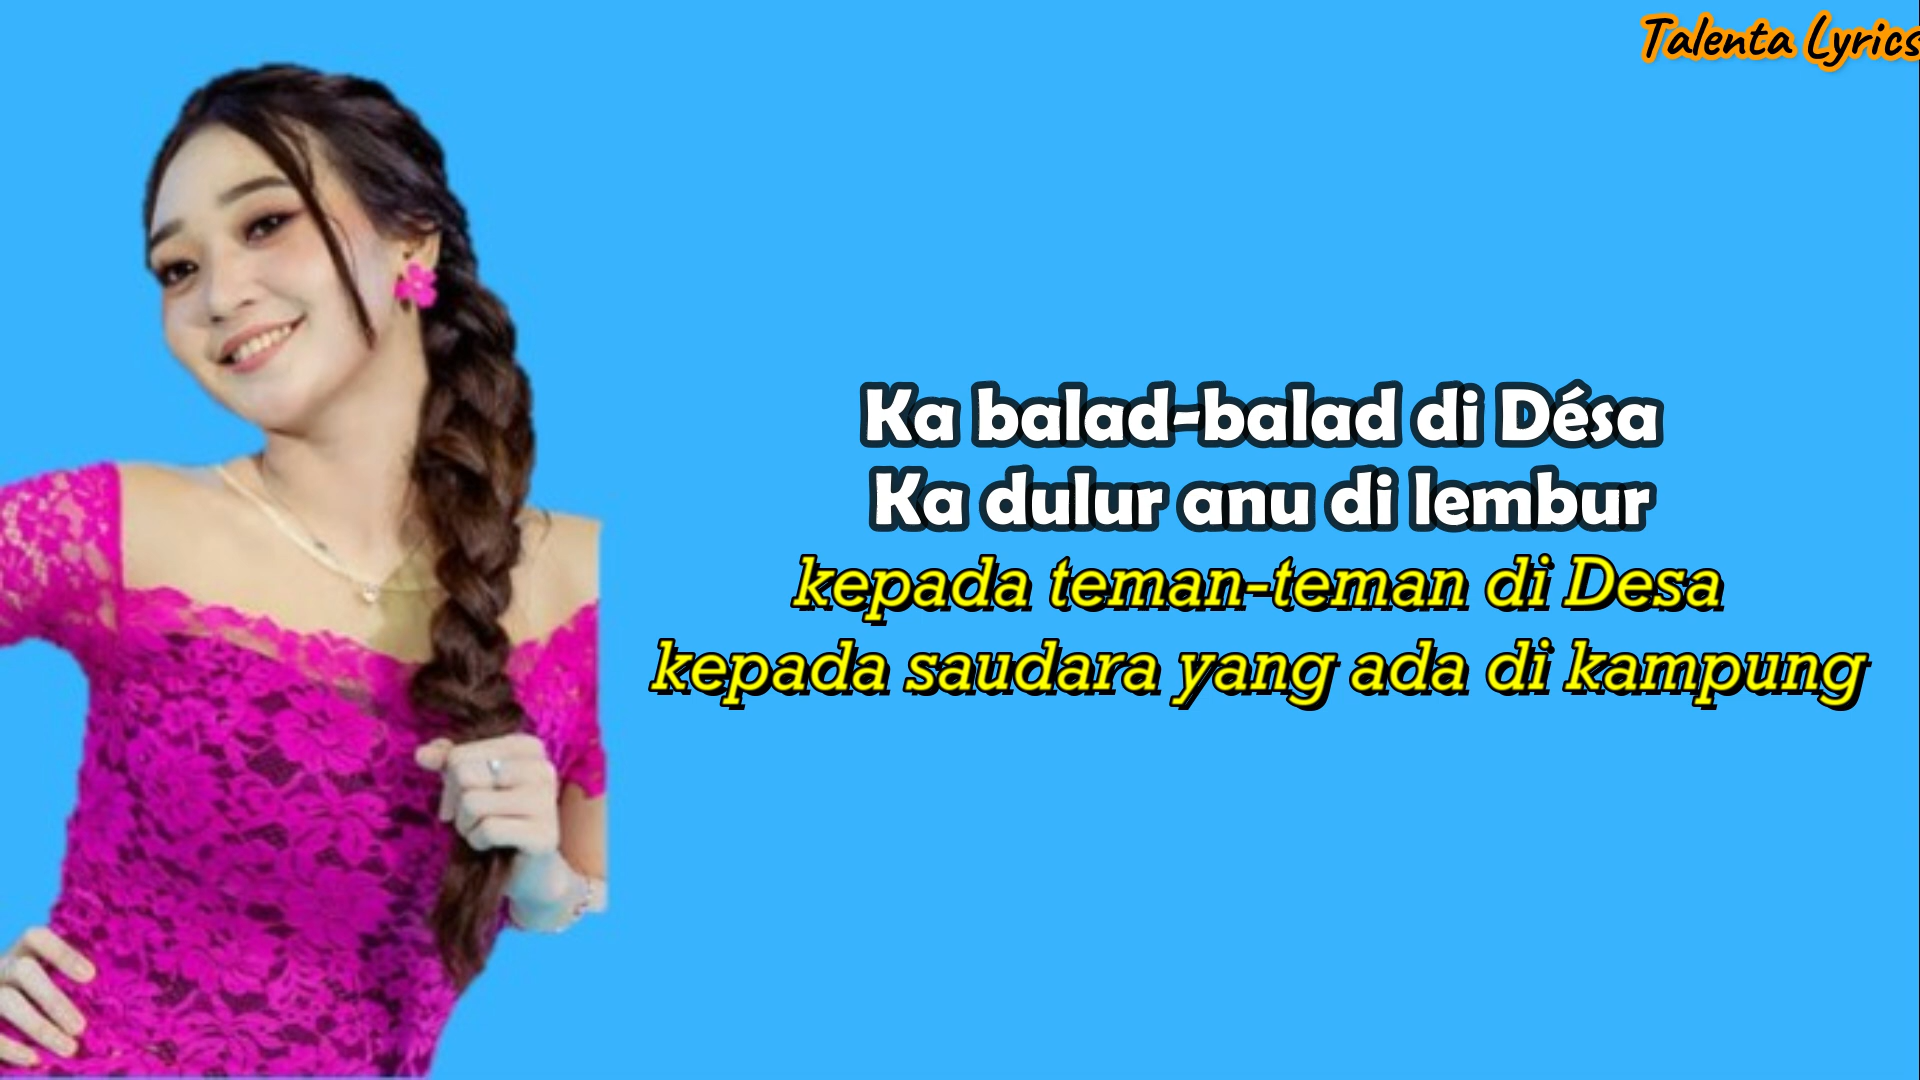 Talenta Lyrics
Ka balad-balad di Désa
Ka dulur anu di lembur
kepada teman-teman di Desa
kepada saudara yang ada di kampung